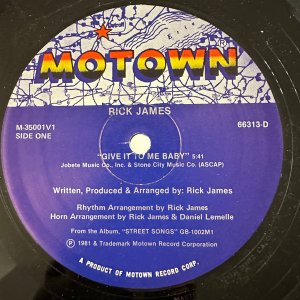 Detroit
MOTOWN
RICK JAMES
M-35001V1
SIDE ONE
66313-D
"GIVE IT TO ME BABY" 5:41
Jobete Music Co., Inc. & Stone City Music Co. (ASCAP)
Written, Produced & Arranged by: Rick James
Rhythm Arrangement by Rick James
Horn Arrangement by Rick James & Daniel Lemelle
From the Album, "STREET SONGS" GB-1002M1
Ⓟ 1981 & Trademark Motown Record Corporation
A PRODUCT OF MOTOWN RECORD CORP.